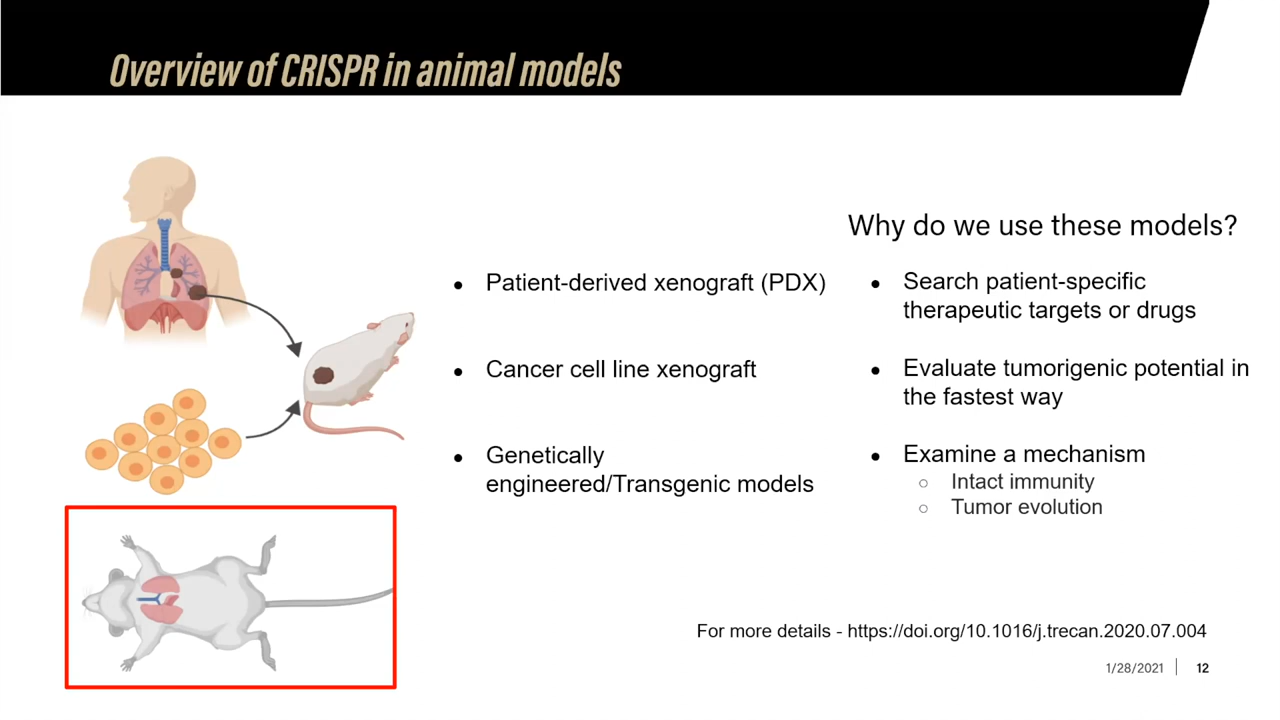 Overview of CRISPR in animal models
Why do we use these models?
• Patient-derived xenograft (PDX)
• Search patient-specific
therapeutic targets or drugs
• Cancer cell line xenograft
• Evaluate tumorigenic potential in
the fastest way
• Genetically
engineered/Transgenic models
• Examine a mechanism
○ Intact immunity
○ Tumor evolution
For more details - https://doi.org/10.1016/j.trecan.2020.07.004
1/28/2021 | 12